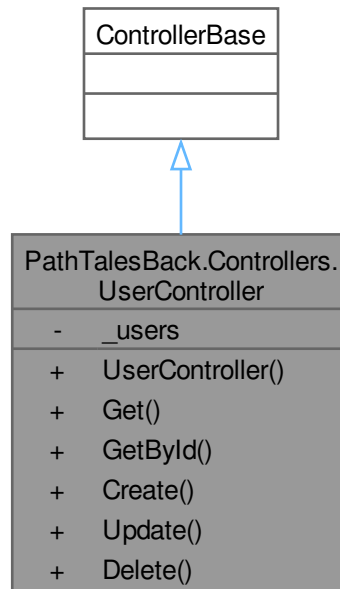 ControllerBase
PathTalesBack.Controllers.
UserController
- _users
+ UserController()
+ Get()
+ GetById()
+ Create()
+ Update()
+ Delete()